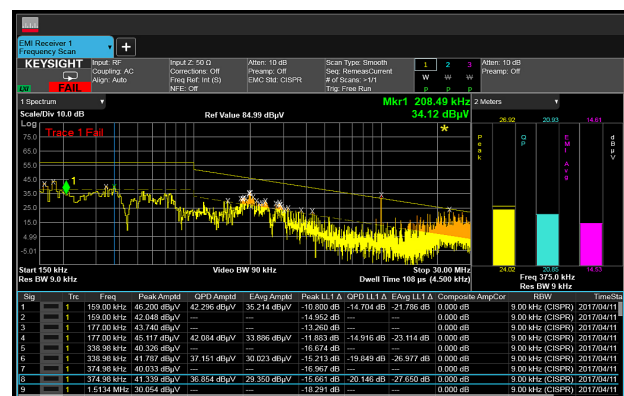 EMI Receiver 1
Frequency Scan
+
KEYSIGHT
Input: RF
Coupling: AC
Align: Auto
Input Z: 50 Ω
Corrections: Off
Freq Ref: Int (S)
NFE: Off
Atten: 10 dB
Preamp: Off
EMC Std: CISPR
Scan Type: Smooth
Seq: RemeasCurrent
# of Scans: >1/1
Trig: Free Run
1 2 3
W W W
P P P
Atten: 10 dB
Preamp: Off
LXI FAIL
1 Spectrum
Scale/Div 10.0 dB
Ref Value 84.99 dBµV
Mkr1 208.49 kHz
34.12 dBµV
Log
Trace 1 Fail
75.0
65.0
55.0
45.0
35.0
25.0
15.0
4.99
-5.01
1
Start 150 kHz
Res BW 9.0 kHz
Video BW 90 kHz
Stop 30.00 MHz
Dwell Time 108 µs (4.500 kHz)
2 Meters
26.92 20.93 14.61
Peak
QP
EMI Avg
dBµV
24.02 20.95 14.53
Freq 375.0 kHz
Res BW 9 kHz
Sig Trc Freq Peak Amptd QPD Amptd EAvg Amptd Peak LL1 Δ QPD LL1 Δ EAvg LL1 Δ Composite AmpCor RBW TimeSta
1 1 159.00 kHz 46.200 dBµV 42.296 dBµV 35.214 dBµV -10.800 dB -14.704 dB -21.786 dB 0.000 dB 9.00 kHz (CISPR) 2017/04/11
2 1 159.00 kHz 42.048 dBµV --- --- -14.952 dB --- --- 0.000 dB 9.00 kHz (CISPR) 2017/04/11
3 1 177.00 kHz 43.740 dBµV --- --- -13.260 dB --- --- 0.000 dB 9.00 kHz (CISPR) 2017/04/11
4 1 177.00 kHz 45.117 dBµV 42.084 dBµV 33.886 dBµV -11.883 dB -14.916 dB -23.114 dB 0.000 dB 9.00 kHz (CISPR) 2017/04/11
5 1 338.98 kHz 40.326 dBµV --- --- -16.674 dB --- --- 0.000 dB 9.00 kHz (CISPR) 2017/04/11
6 1 338.98 kHz 41.787 dBµV 37.151 dBµV 30.023 dBµV -15.213 dB -19.849 dB -26.977 dB 0.000 dB 9.00 kHz (CISPR) 2017/04/11
7 1 374.98 kHz 40.033 dBµV --- --- -16.967 dB --- --- 0.000 dB 9.00 kHz (CISPR) 2017/04/11
8 1 374.98 kHz 41.339 dBµV 36.854 dBµV 29.350 dBµV -15.661 dB -20.146 dB -27.650 dB 0.000 dB 9.00 kHz (CISPR) 2017/04/11
9 1 1.5134 MHz 30.054 dBµV --- --- -18.291 dB --- --- 0.000 dB 9.00 kHz (CISPR) 2017/04/11